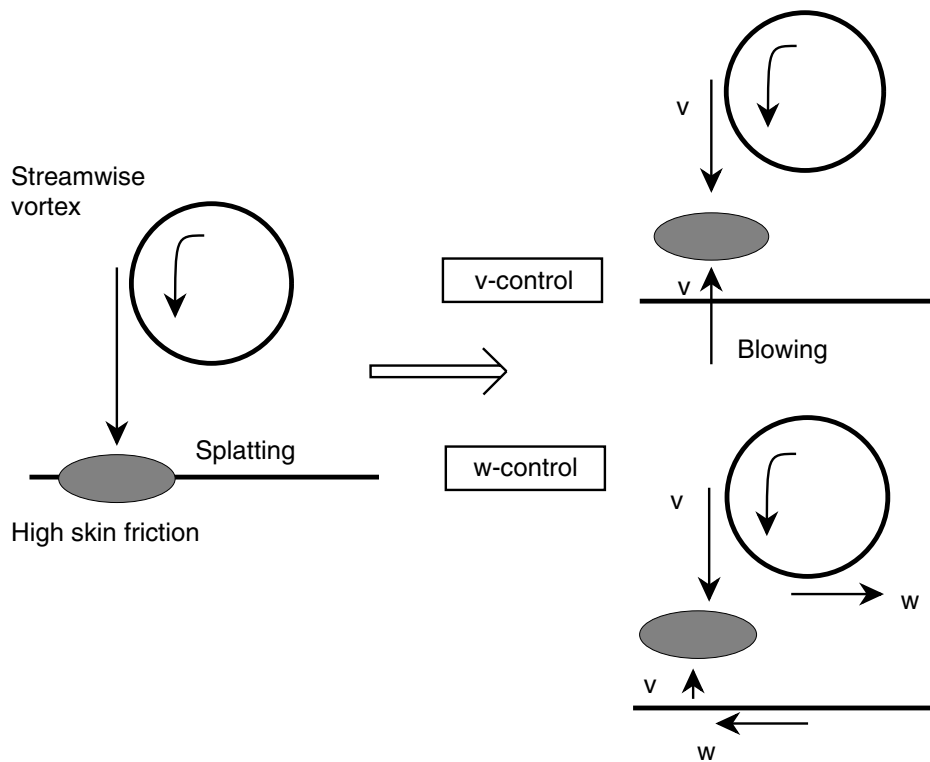 Streamwise
vortex
Splatting
High skin friction
v
v-control
v
Blowing
w-control
v
w
v
w